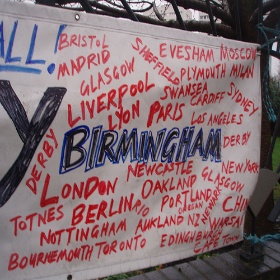 ALL!
BRISTOL SHEFFIELD EVESHAM MOSCOW
MADRID PLYMOUTH MILAN
GLASGOW SWANSEA SYDNEY
LIVERPOOL CARDIFF
LYON PARIS LOS ANGELES
Y
DERBY BIRMINGHAM DERBY
NEWCASTLE NEW YORK
LONDON OAKLAND GLASGOW
TOTNES BERLIN RIO PORTLAND CHI
NOTTINGHAM AUKLAND NZ WARSAW
BOURNEMOUTH TORONTO EDINGBURGH
CAPE TOWN